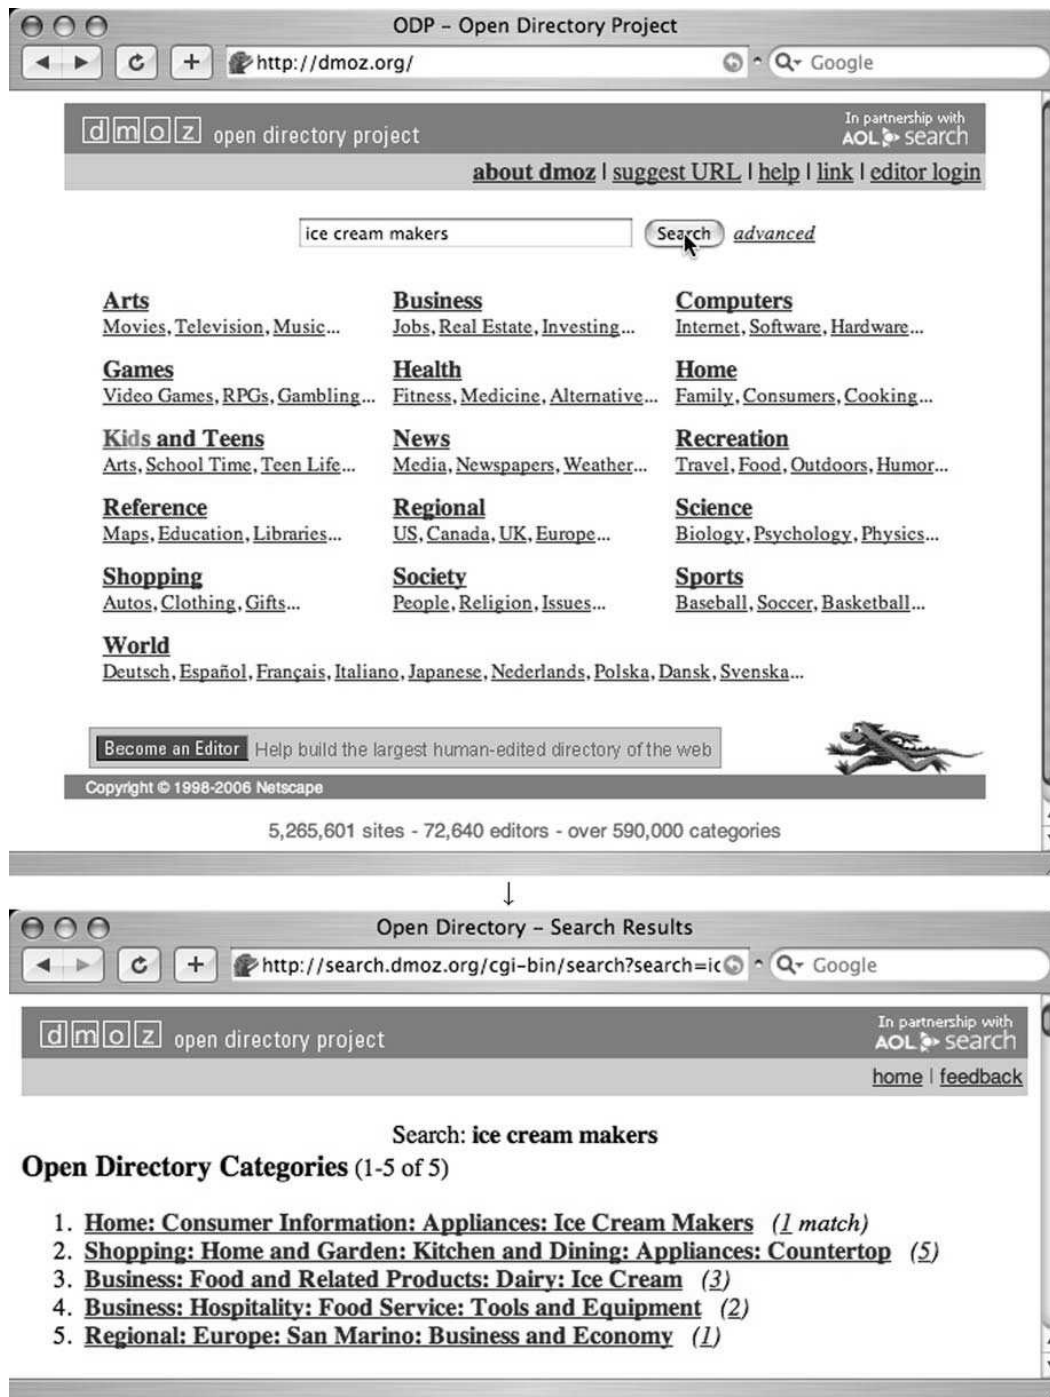 ODP – Open Directory Project
http://dmoz.org/ Google
dmoz open directory project In partnership with
AOL search
about dmoz | suggest URL | help | link | editor login
ice cream makers Search advanced
Arts Business Computers
Movies, Television, Music... Jobs, Real Estate, Investing... Internet, Software, Hardware...
Games Health Home
Video Games, RPGs, Gambling... Fitness, Medicine, Alternative... Family, Consumers, Cooking...
Kids and Teens News Recreation
Arts, School Time, Teen Life... Media, Newspapers, Weather... Travel, Food, Outdoors, Humor...
Reference Regional Science
Maps, Education, Libraries... US, Canada, UK, Europe... Biology, Psychology, Physics...
Shopping Society Sports
Autos, Clothing, Gifts... People, Religion, Issues... Baseball, Soccer, Basketball...
World
Deutsch, Español, Français, Italiano, Japanese, Nederlands, Polska, Dansk, Svenska...
Become an Editor Help build the largest human-edited directory of the web
Copyright © 1998-2006 Netscape
5,265,601 sites - 72,640 editors - over 590,000 categories
↓
Open Directory – Search Results
http://search.dmoz.org/cgi-bin/search?search=ic Google
dmoz open directory project In partnership with
AOL search
home | feedback
Search: ice cream makers
Open Directory Categories (1-5 of 5)
1. Home: Consumer Information: Appliances: Ice Cream Makers (1 match)
2. Shopping: Home and Garden: Kitchen and Dining: Appliances: Countertop (5)
3. Business: Food and Related Products: Dairy: Ice Cream (3)
4. Business: Hospitality: Food Service: Tools and Equipment (2)
5. Regional: Europe: San Marino: Business and Economy (1)